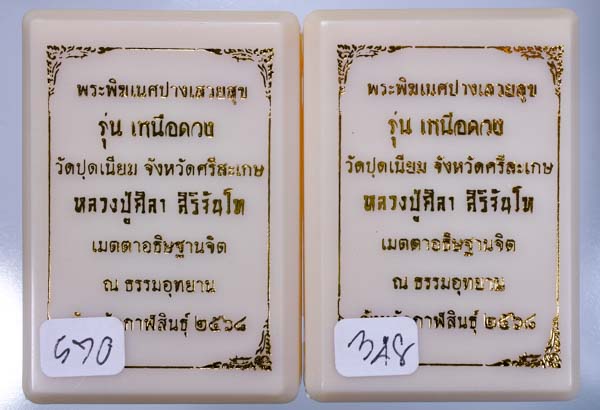 พระพิฆเนศปางเสวยสุข
รุ่น เหนือดวง
วัดปุดเนียม จังหวัดศรีสะเกษ
หลวงปู่ศิลา สิริจันโท
เมตตาอธิษฐานจิต
ณ ธรรมอุทยาน
กาฬสินธุ์ ๒๕๖๘
570
พระพิฆเนศปางเสวยสุข
รุ่น เหนือดวง
วัดปุดเนียม จังหวัดศรีสะเกษ
หลวงปู่ศิลา สิริจันโท
เมตตาอธิษฐานจิต
ณ ธรรมอุทยาน
กาฬสินธุ์ ๒๕๖๘
348